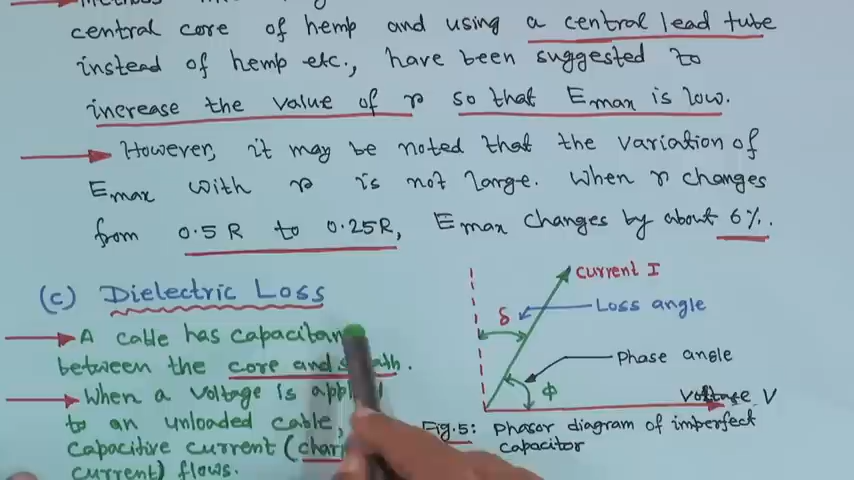 central core of hemp and using a central lead tube
instead of hemp etc., have been suggested to
increase the value of r so that Emax is low.
However, it may be noted that the variation of
Emax with r is not large. When r changes
from 0.5 R to 0.25R, Emax changes by about 6%.
(c) Dielectric Loss
A cable has
between the core and
When a voltage is
to an unloaded cable,
capacitive current
current) flows.
current I
δ
Loss angle
Phase angle
ϕ
Voltage V
Fig.5: Phasor diagram of imperfect
capacitor